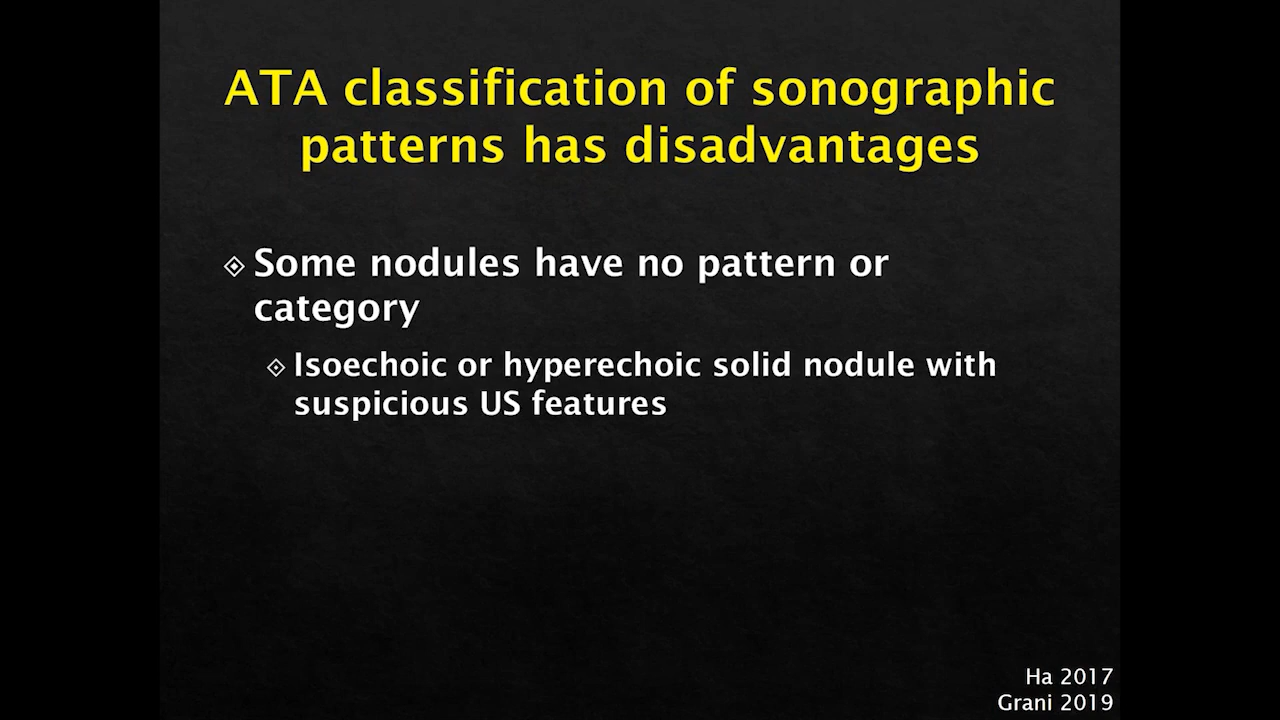 ATA classification of sonographic
patterns has disadvantages
Some nodules have no pattern or
category
Isoechoic or hyperechoic solid nodule with
suspicious US features
Ha 2017
Grani 2019